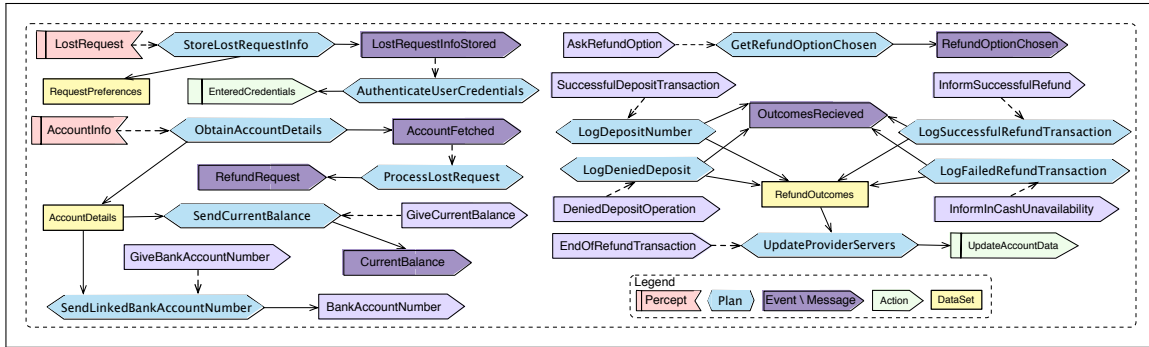 LostRequest
StoreLostRequestInfo
LostRequestInfoStored
AskRefundOption
GetRefundOptionChosen
RefundOptionChosen
RequestPreferences
EnteredCredentials
AuthenticateUserCredentials
SuccessfulDepositTransaction
InformSuccessfulRefund
AccountInfo
ObtainAccountDetails
AccountFetched
LogDepositNumber
OutcomesRecieved
LogSuccessfulRefundTransaction
RefundRequest
ProcessLostRequest
LogDeniedDeposit
LogFailedRefundTransaction
RefundOutcomes
AccountDetails
SendCurrentBalance
GiveCurrentBalance
DeniedDepositOperation
InformInCashUnavailability
EndOfRefundTransaction
UpdateProviderServers
UpdateAccountData
GiveBankAccountNumber
CurrentBalance
SendLinkedBankAccountNumber
BankAccountNumber
Legend
Percept
Plan
Event \ Message
Action
DataSet